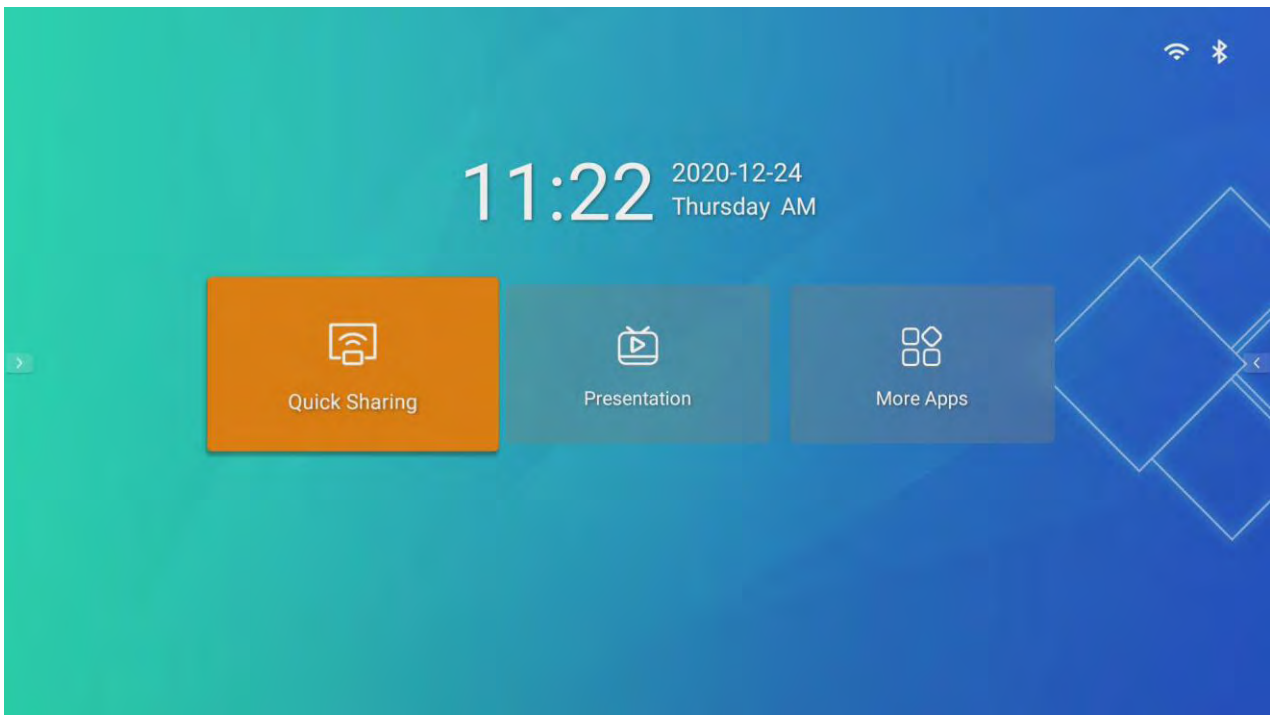 11:22
2020-12-24
Thursday AM
Quick Sharing
Presentation
More Apps